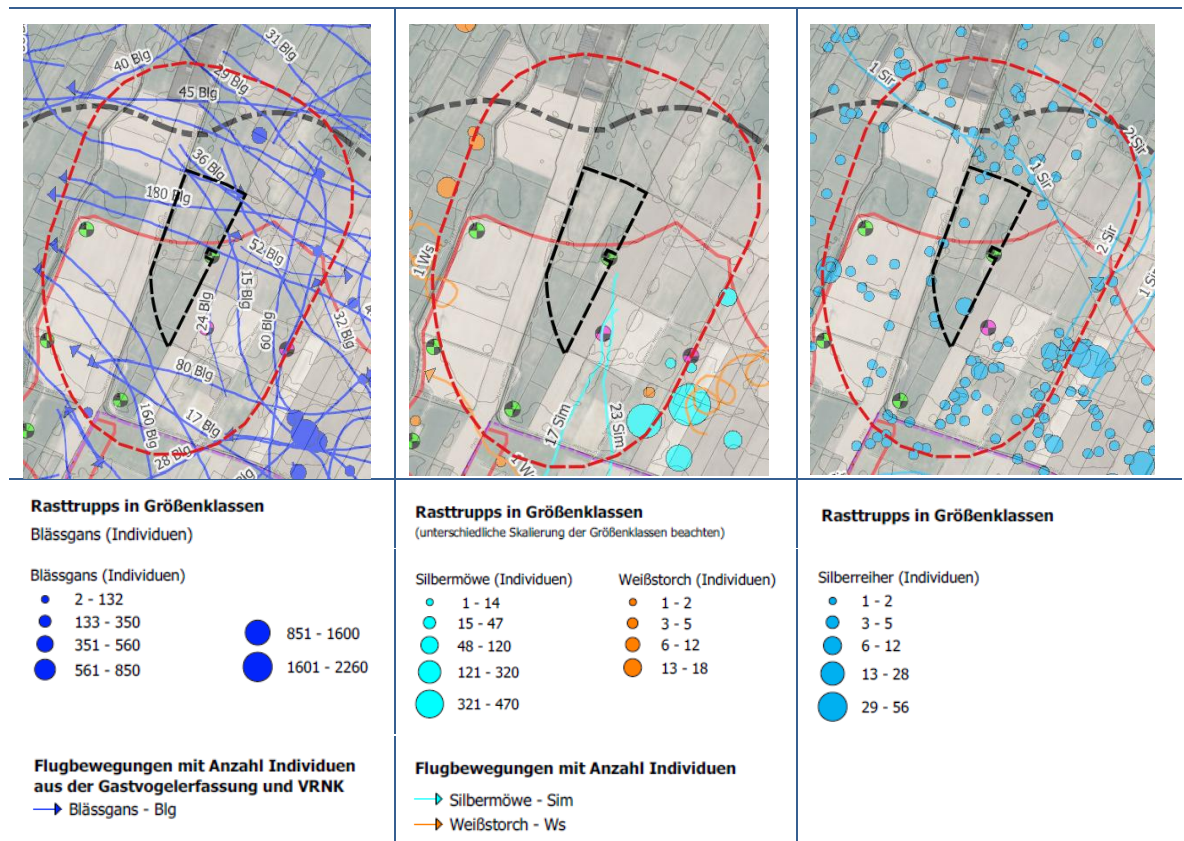 31 Blg
40 Blg
29 Blg
45 Blg
36 Blg
180 Blg
52 Blg
15 Blg
24 Blg
60 Blg
32 Blg
80 Blg
17 Blg
160 Blg
28 Blg
1 Ws
17 Sim
23 Sim
1 Sir
2 Sir
1 Sir
2 Sir
1 Sir
Rasttrupps in Größenklassen
Blässgans (Individuen)
Blässgans (Individuen)
2 - 132
133 - 350
351 - 560
561 - 850
851 - 1600
1601 - 2260
Flugbewegungen mit Anzahl Individuen
aus der Gastvogelerfassung und VRNK
Blässgans - Blg
Rasttrupps in Größenklassen
(unterschiedliche Skalierung der Größenklassen beachten)
Silbermöwe (Individuen)
1 - 14
15 - 47
48 - 120
121 - 320
321 - 470
Weißstorch (Individuen)
1 - 2
3 - 5
6 - 12
13 - 18
Flugbewegungen mit Anzahl Individuen
Silbermöwe - Sim
Weißstorch - Ws
Rasttrupps in Größenklassen
Silberreiher (Individuen)
1 - 2
3 - 5
6 - 12
13 - 28
29 - 56